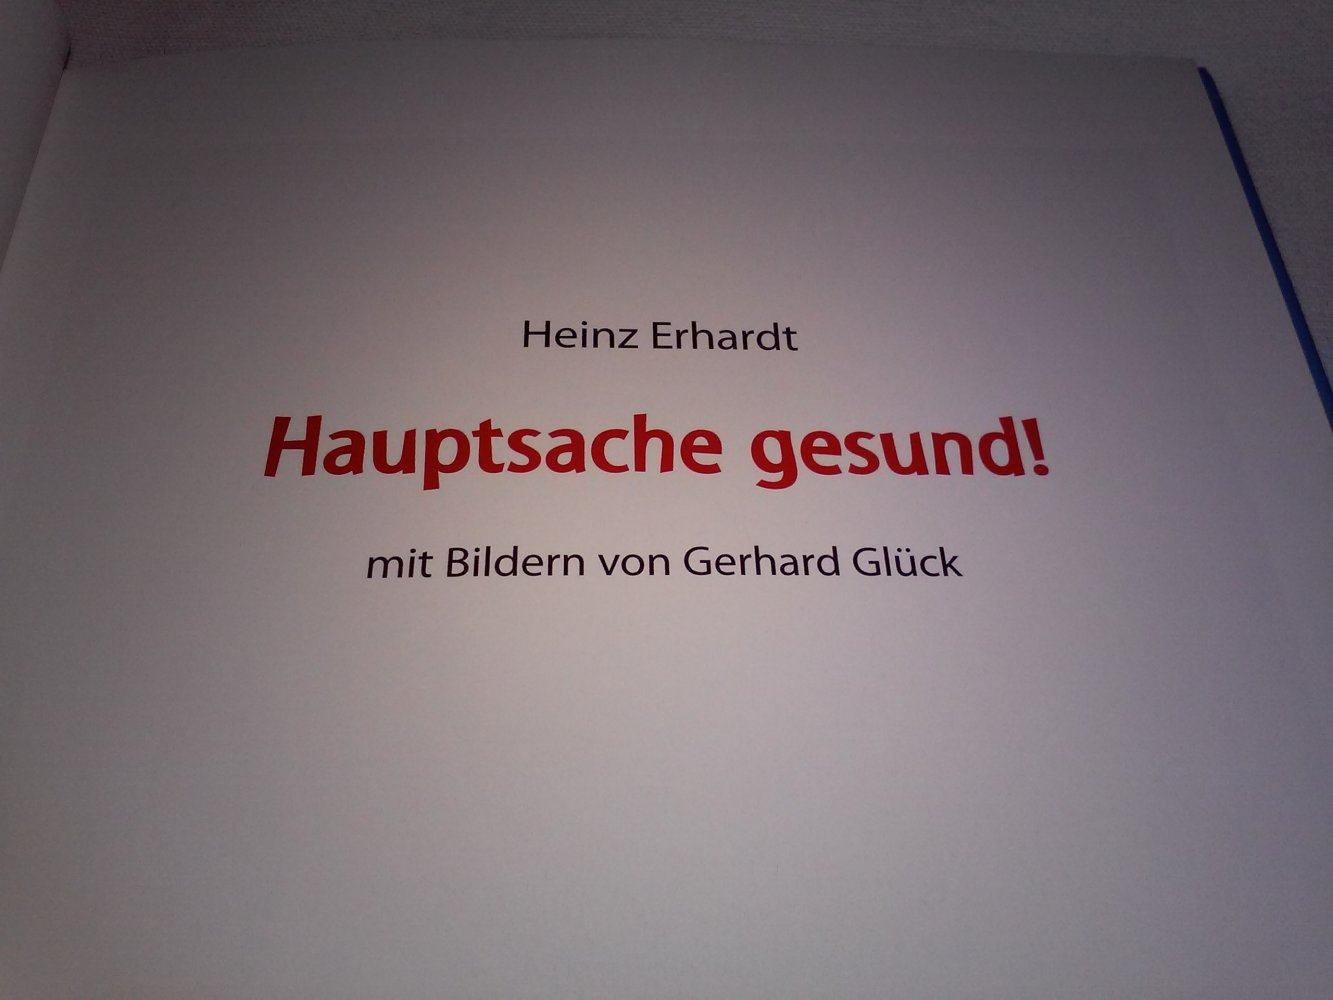 Heinz Erhardt
Hauptsache gesund!
mit Bildern von Gerhard Glück